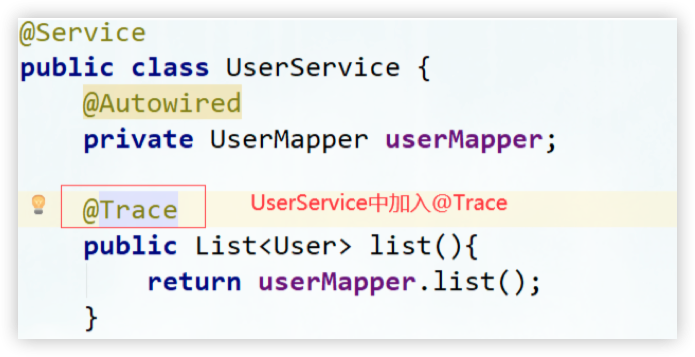 @Service
public class UserService {
@Autowired
private UserMapper userMapper;
@Trace UserService中加入@Trace
public List<User> list(){
return userMapper.list();
}